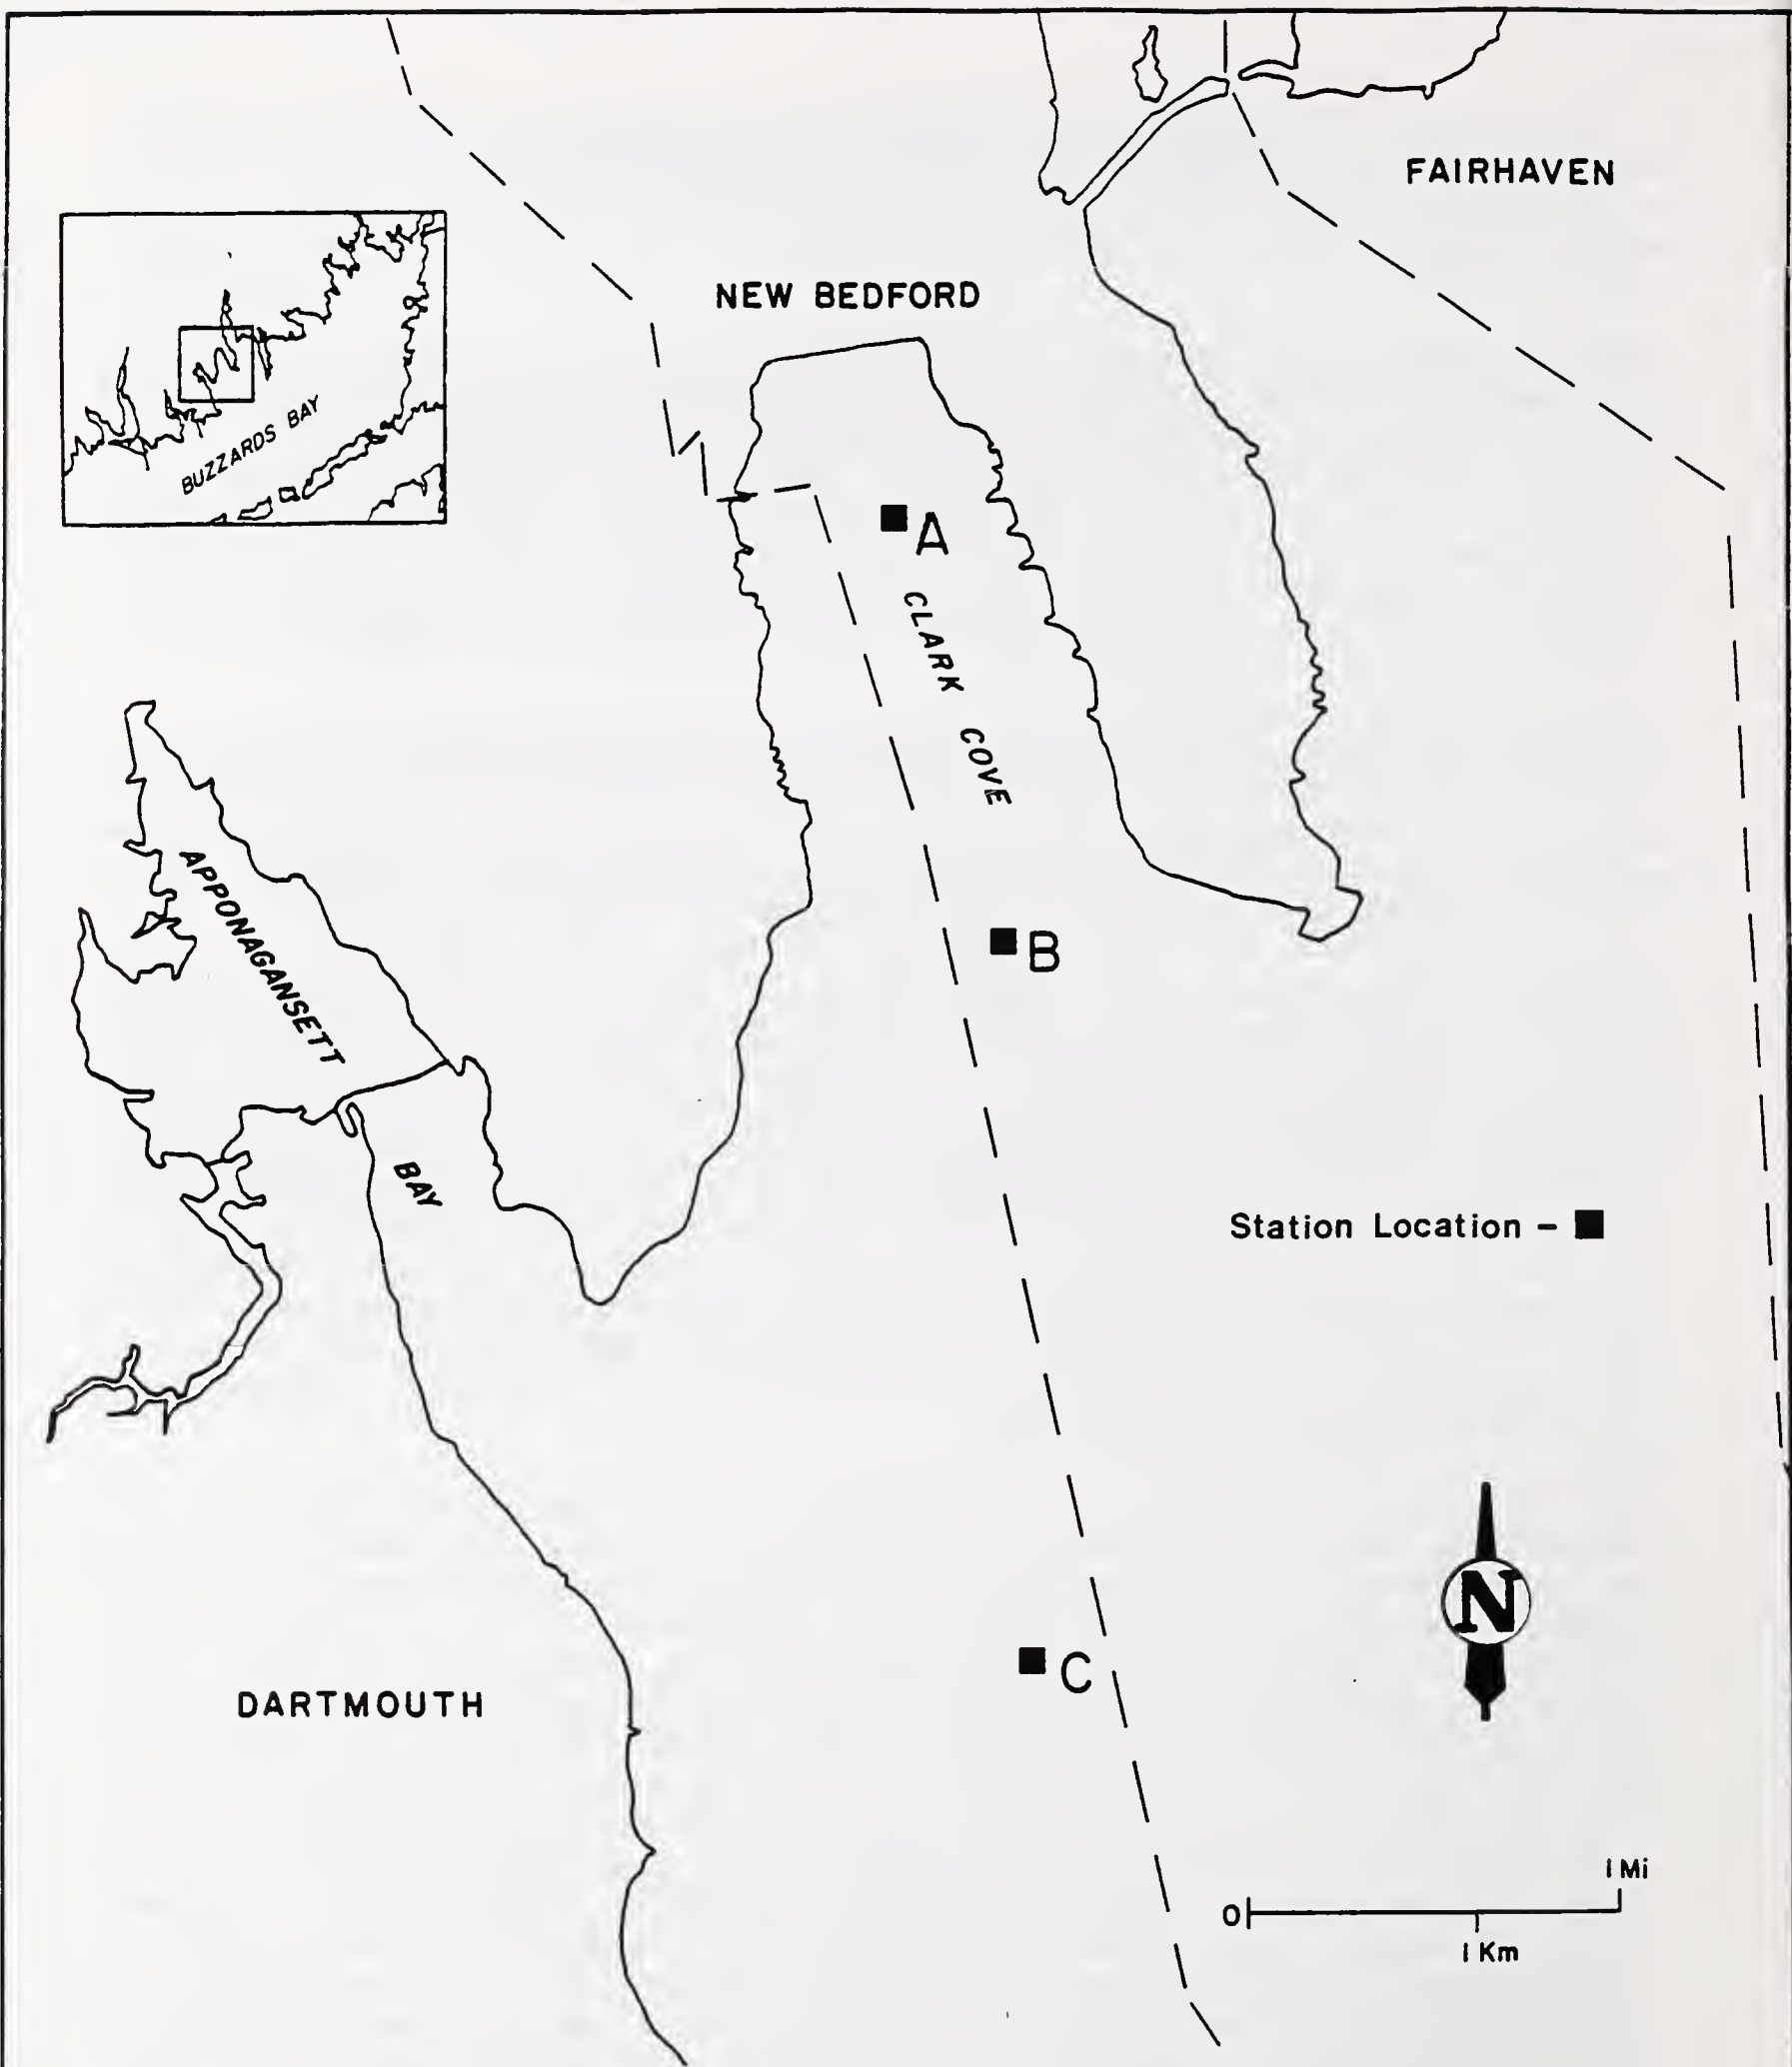 FAIRHAVEN
NEW BEDFORD
BUZZARDS BAY
A
CLARK COVE
APPONAGANSETT
BAY
B
Station Location – ■
C
N
DARTMOUTH
1 Mi
0
1 Km